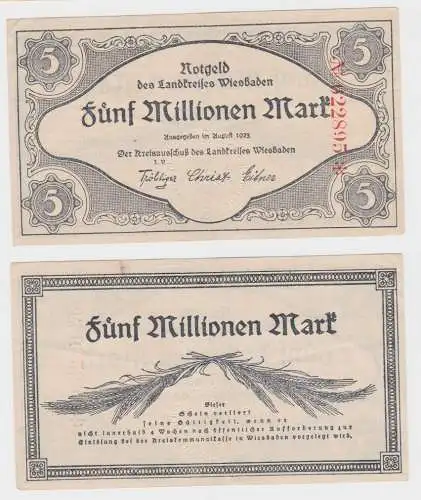 5 5
Notgeld
des Landkreises Wiesbaden
Fünf Millionen Mark
Ausgegeben im August 1923
Der Kreisausschuß des Landkreises Wiesbaden
I. V.
Christ
5 5
Fünf Millionen Mark
Dieser
Schein verliert
seine Gültigkeit, wenn er
nicht innerhalb 4 Wochen nach öffentlicher Aufforderung zur
Einlösung bei der Kreiskommunalkasse in Wiesbaden vorgelegt wird.